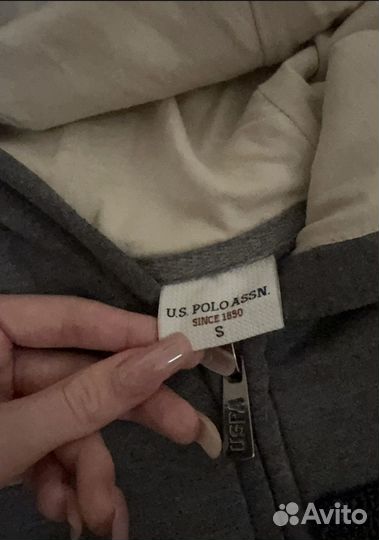 U.S. POLO ASSN.
SINCE 1890
S
USPA
Avito